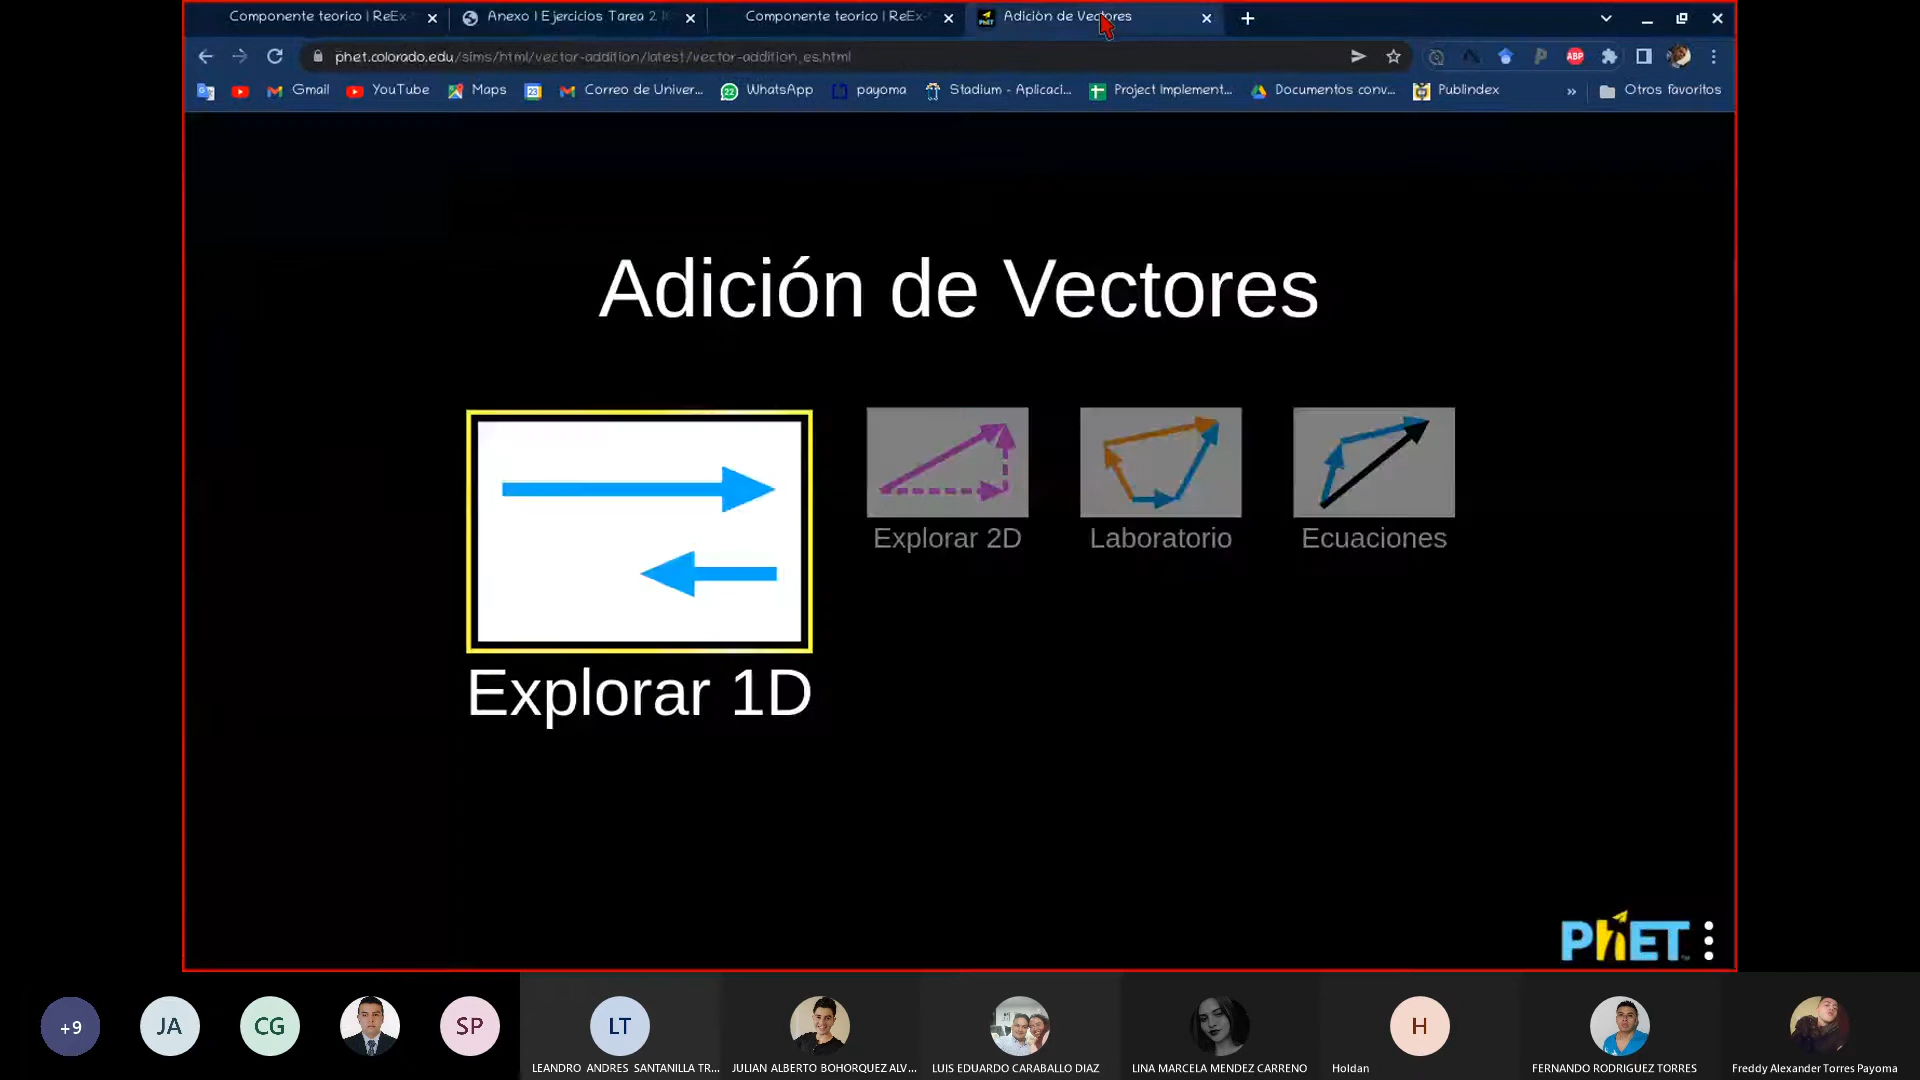 Componente teorico | ReEx-
Anexo 1 Ejercicios Tarea 2
Componente teorico | ReEx-
Adición de Vectores
phet.colorado.edu/sims/html/vector-addition/latest/vector-addition_es.html
ABP
Gmail
YouTube
Maps
23
Correo de Univer...
22
WhatsApp
payoma
Stadium - Aplicaci...
Project Implement...
Documentos conv...
Publindex
»
Otros favoritos
Adición de Vectores
Explorar 1D
Explorar 2D
Laboratorio
Ecuaciones
PhET
+9
JA
CG
SP
LT
H
LEANDRO ANDRES SANTANILLA TR...
JULIAN ALBERTO BOHORQUEZ ALV...
LUIS EDUARDO CARABALLO DIAZ
LINA MARCELA MENDEZ CARRENO
Holdan
FERNANDO RODRIGUEZ TORRES
Freddy Alexander Torres Payoma